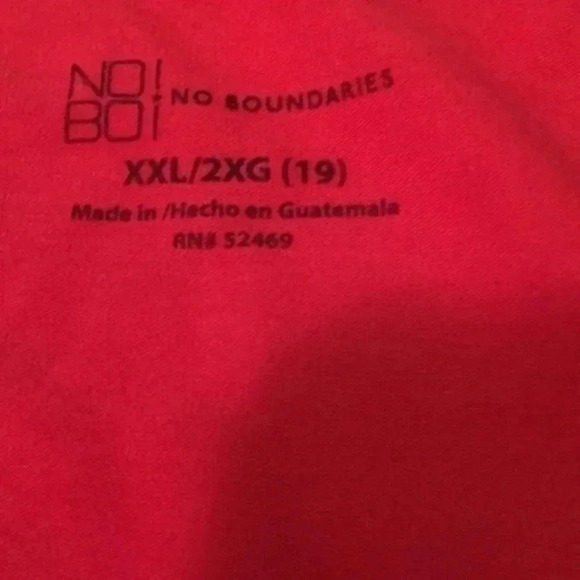 NO!
BO!
NO BOUNDARIES
XXL/2XG (19)
Made in /Hecho en Guatemala
RN# 52469